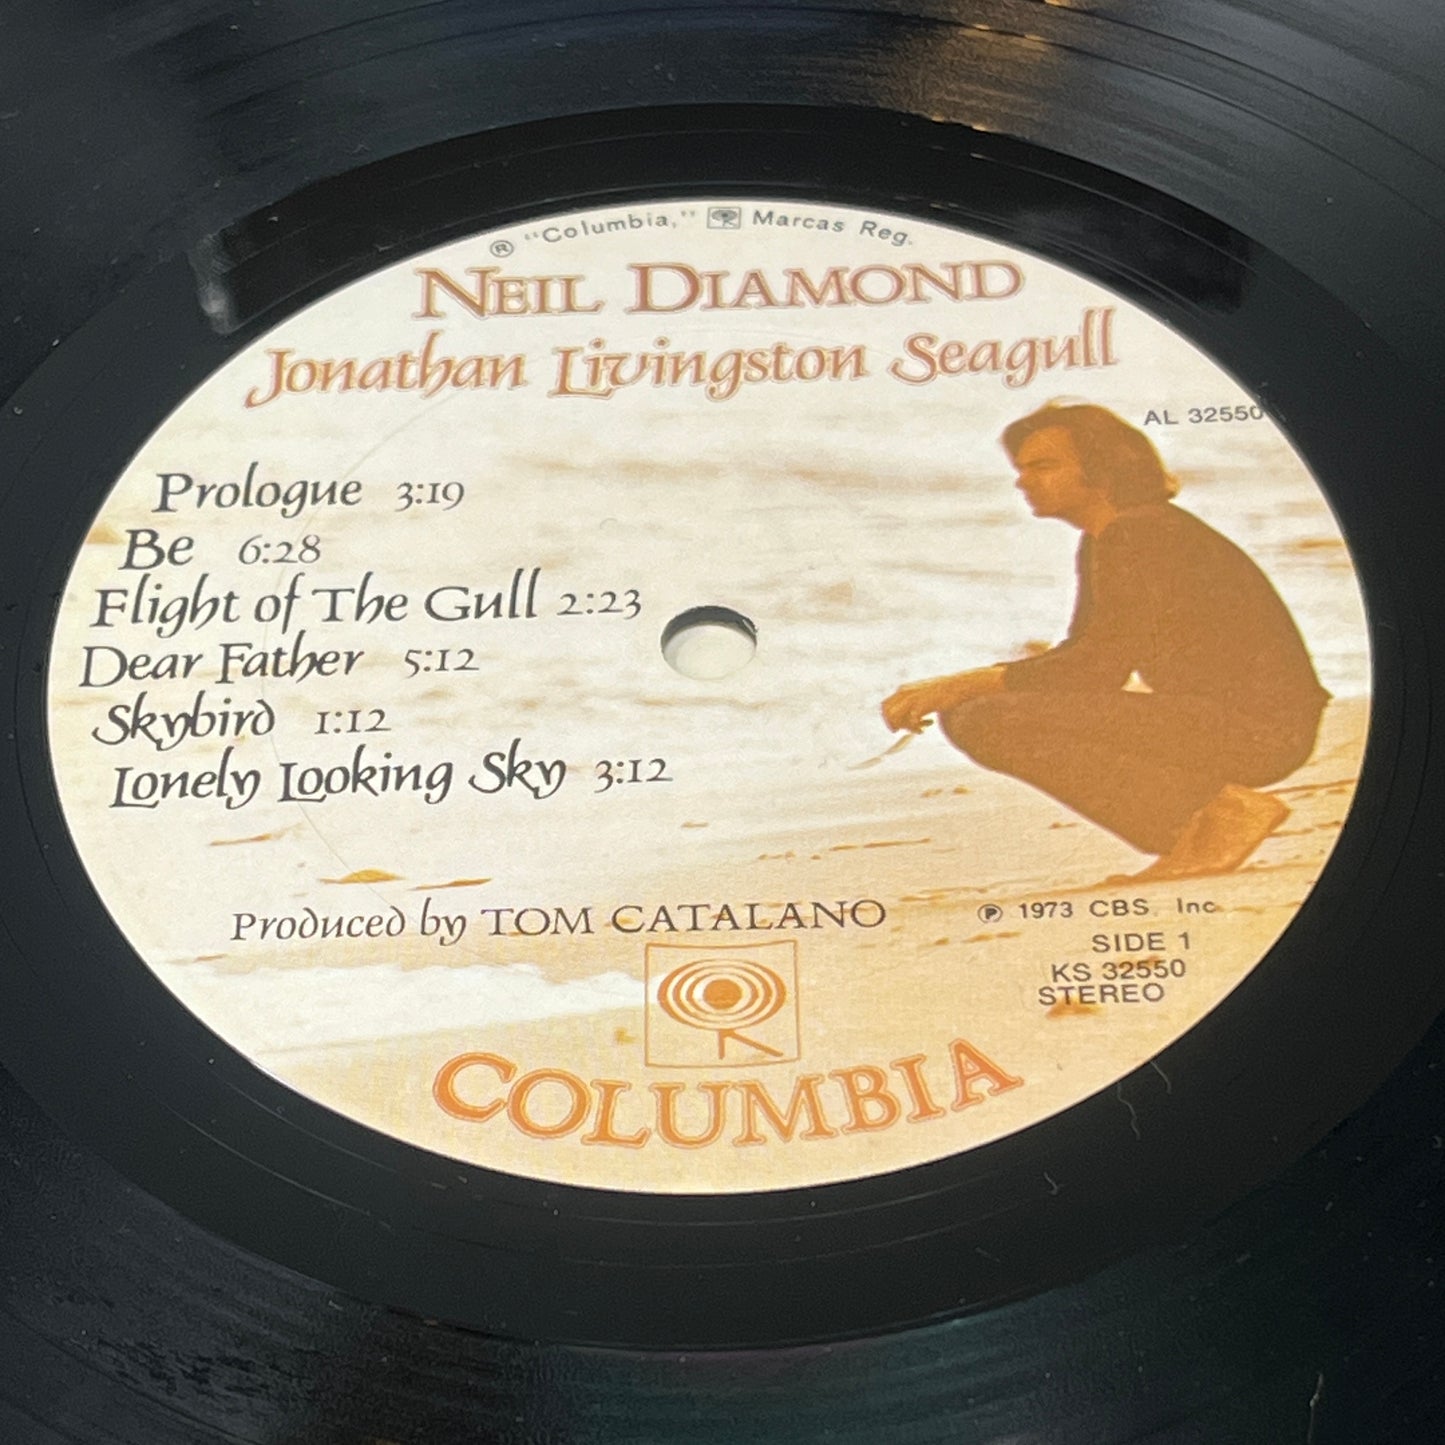 ® "Columbia," Marcas Reg.
NEIL DIAMOND
Jonathan Livingston Seagull
AL 32550
Prologue 3:19
Be 6:28
Flight of The Gull 2:23
Dear Father 5:12
Skybird 1:12
Lonely Looking Sky 3:12
Produced by TOM CATALANO
℗ 1973 CBS, Inc
SIDE 1
KS 32550
STEREO
COLUMBIA